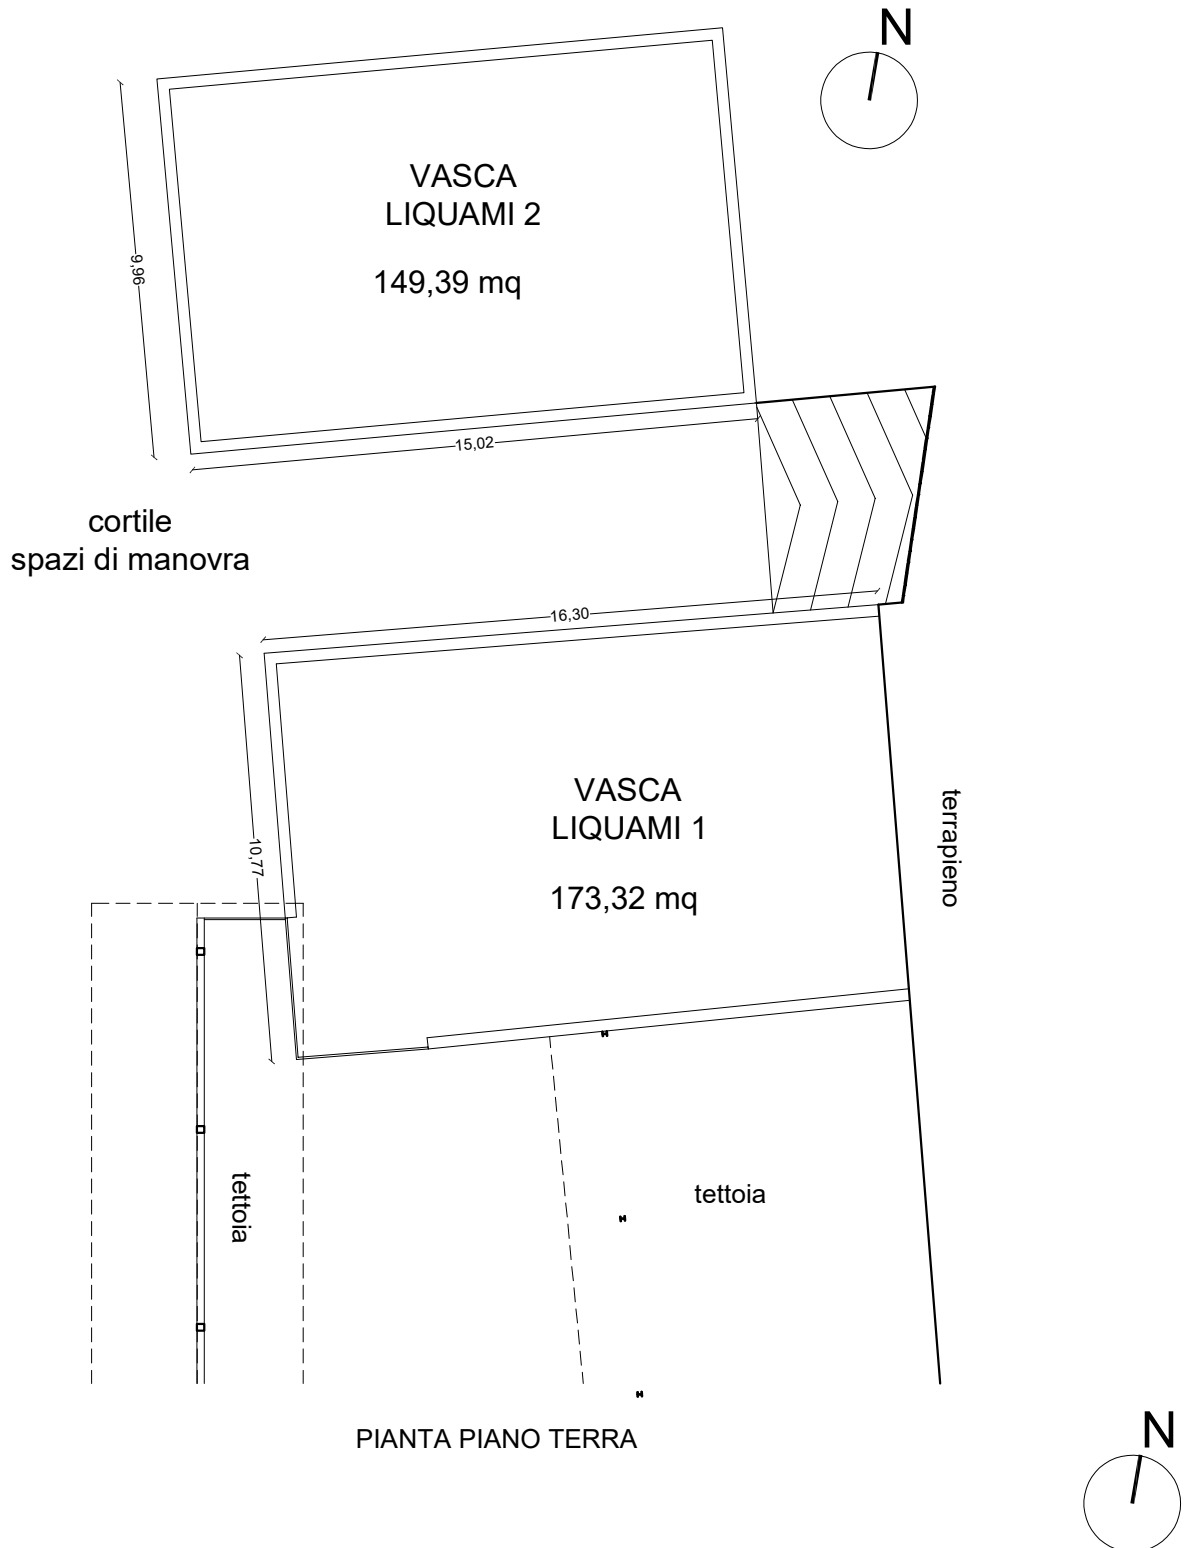 N
VASCA
LIQUAMI 2
149,39 mq
9,96
15,02
cortile
spazi di manovra
16,30
10,77
VASCA
LIQUAMI 1
173,32 mq
terrapieno
tettoia
tettoia
PIANTA PIANO TERRA
N